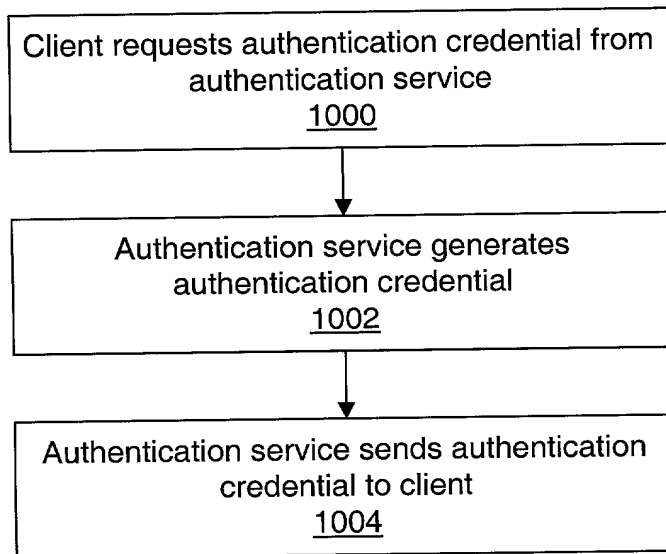 Client requests authentication credential from
authentication service
1000
Authentication service generates
authentication credential
1002
Authentication service sends authentication
credential to client
1004